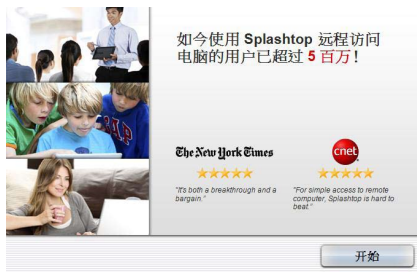 如今使用 Splashtop 远程访问
电脑的用户已超过 5 百万！
The New York Times
cnet
"It's both a breakthrough and a
bargain."
"For simple access to remote
computer, Splashtop is hard to
beat."
开始